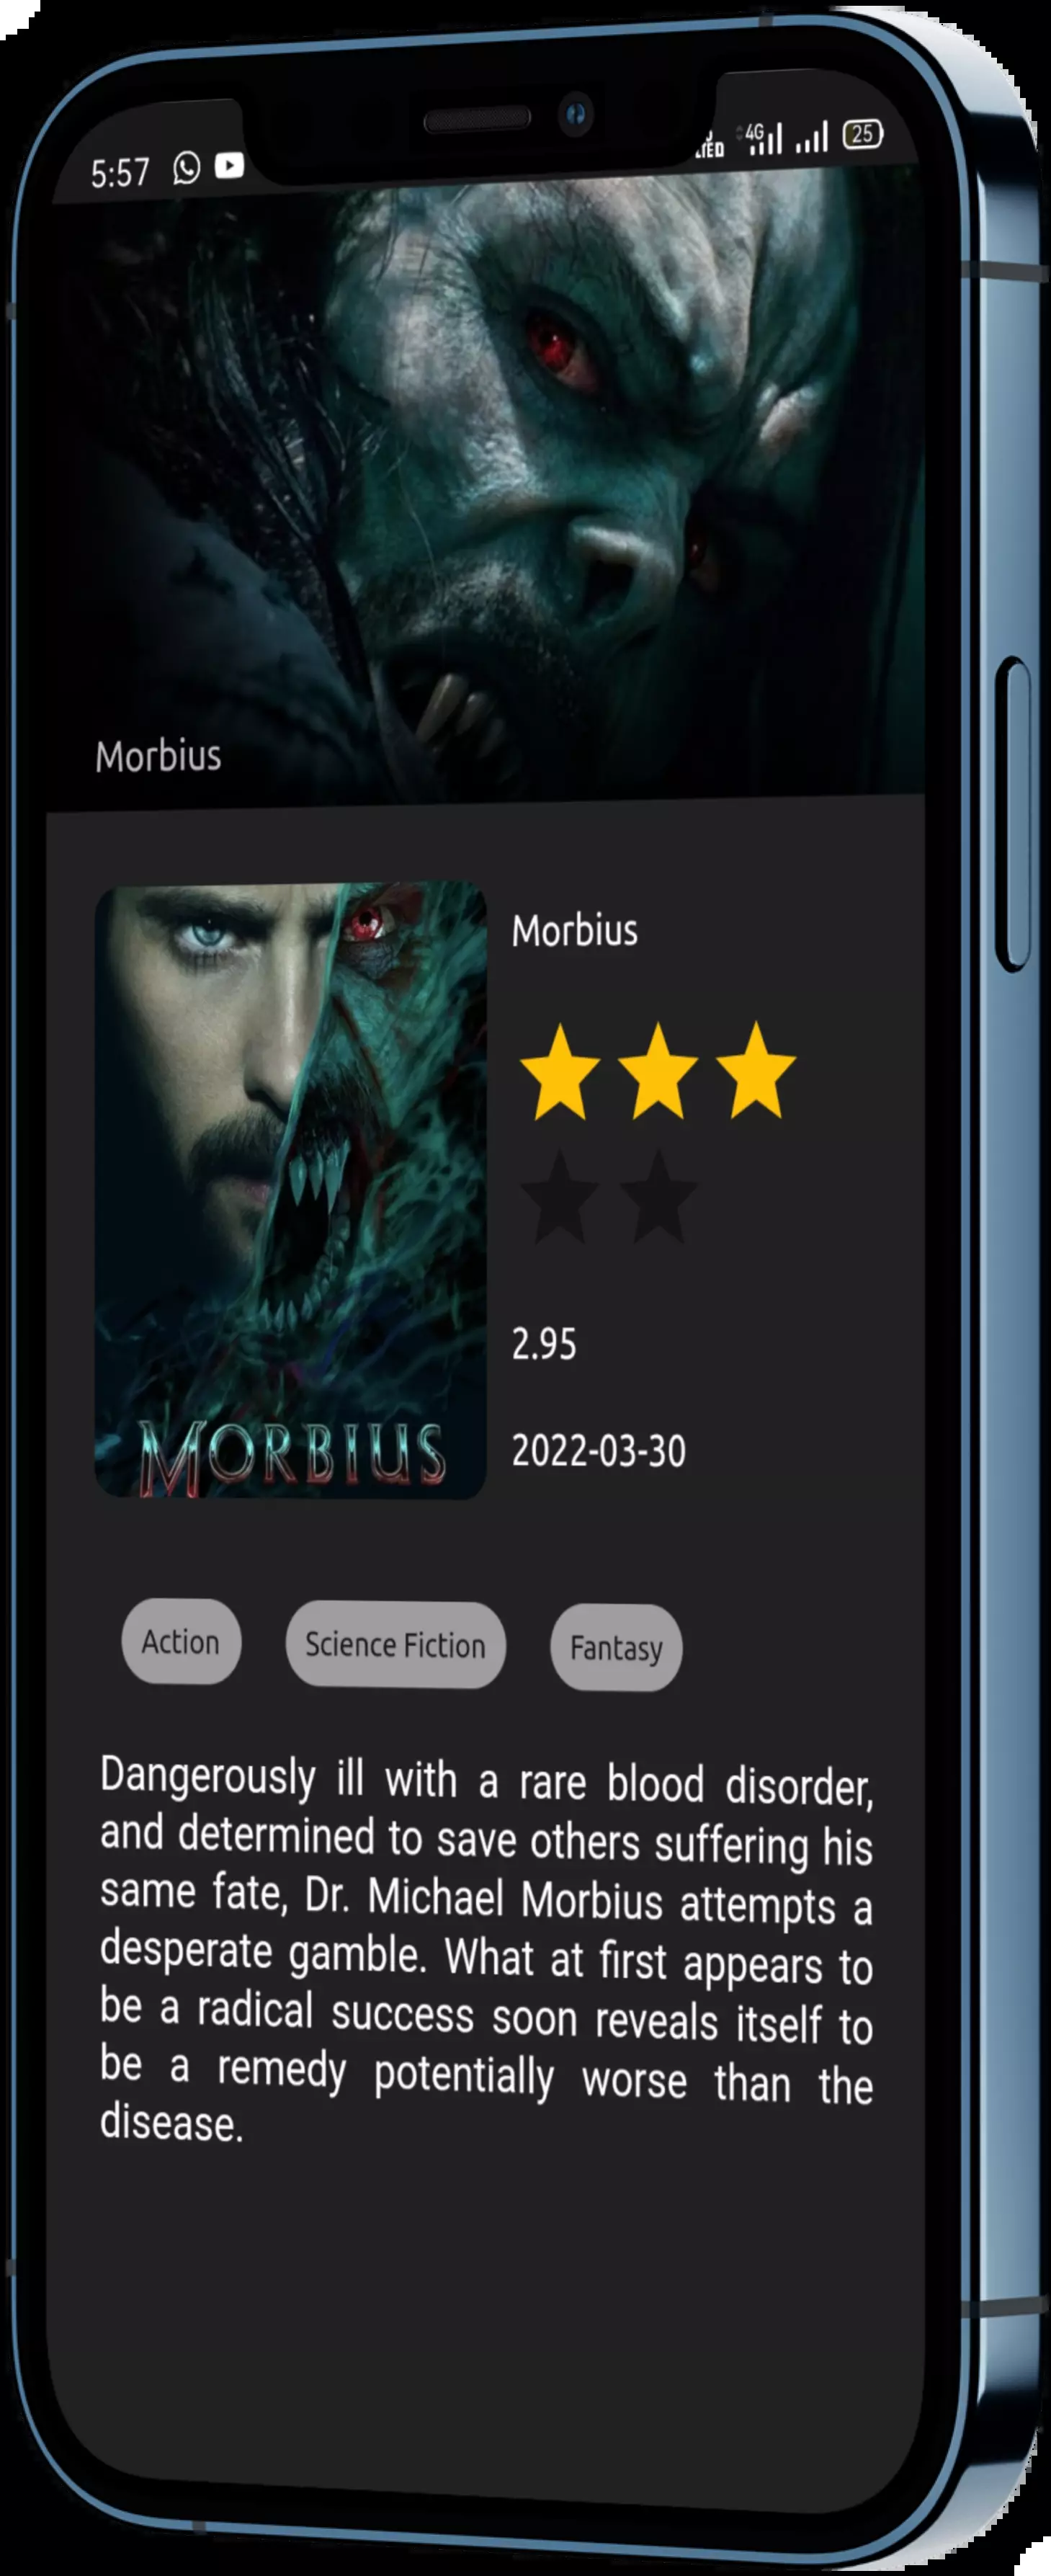 5:57
4G 25
Morbius
Morbius
2.95
2022-03-30
MORBIUS
Action Science Fiction Fantasy
Dangerously ill with a rare blood disorder,
and determined to save others suffering his
same fate, Dr. Michael Morbius attempts a
desperate gamble. What at first appears to
be a radical success soon reveals itself to
be a remedy potentially worse than the
disease.